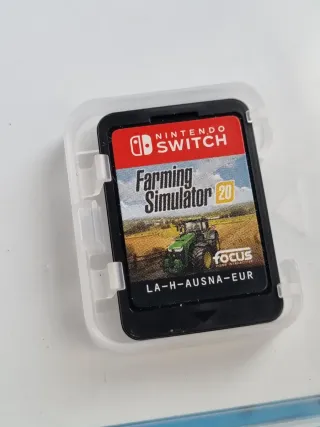 NINTENDO
SWITCH
Farming
Simulator 20
FOCUS
LA-H-AUSNA-EUR